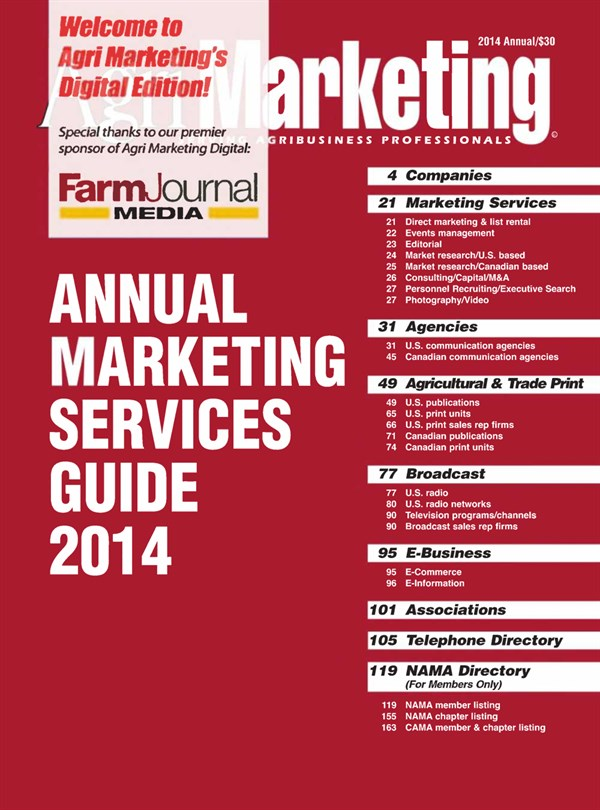 Welcome to
Agri Marketing's
Digital Edition!
Special thanks to our premier
sponsor of Agri Marketing Digital:
FarmJournal
MEDIA
2014 Annual/$30
Agri Marketing
AGRIBUSINESS PROFESSIONALS
©
ANNUAL
MARKETING
SERVICES
GUIDE
2014
4 Companies
21 Marketing Services
21 Direct marketing & list rental
22 Events management
23 Editorial
24 Market research/U.S. based
25 Market research/Canadian based
26 Consulting/Capital/M&A
27 Personnel Recruiting/Executive Search
27 Photography/Video
31 Agencies
31 U.S. communication agencies
45 Canadian communication agencies
49 Agricultural & Trade Print
49 U.S. publications
65 U.S. print units
66 U.S. print sales rep firms
71 Canadian publications
74 Canadian print units
77 Broadcast
77 U.S. radio
80 U.S. radio networks
90 Television programs/channels
90 Broadcast sales rep firms
95 E-Business
95 E-Commerce
96 E-Information
101 Associations
105 Telephone Directory
119 NAMA Directory
(For Members Only)
119 NAMA member listing
155 NAMA chapter listing
163 CAMA member & chapter listing